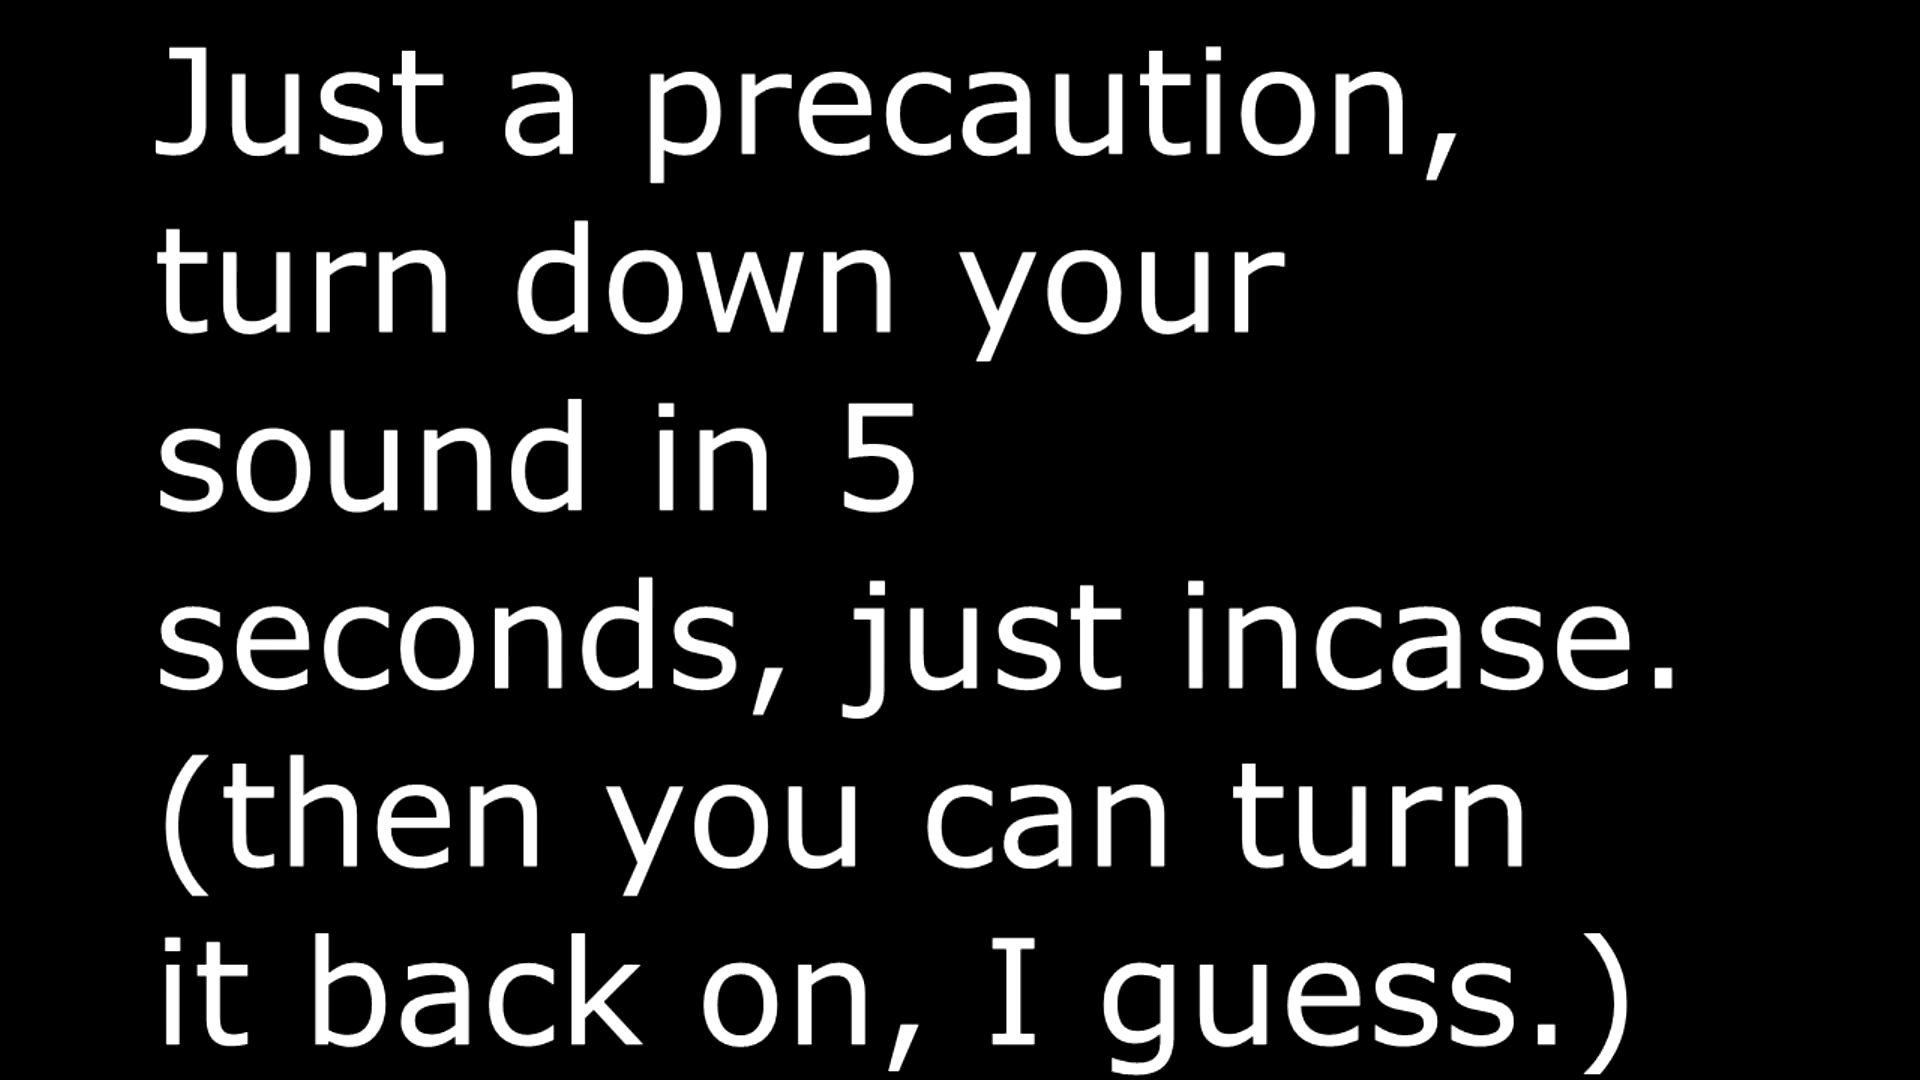 Just a precaution,
turn down your
sound in 5
seconds, just incase.
(then you can turn
it back on, I guess.)